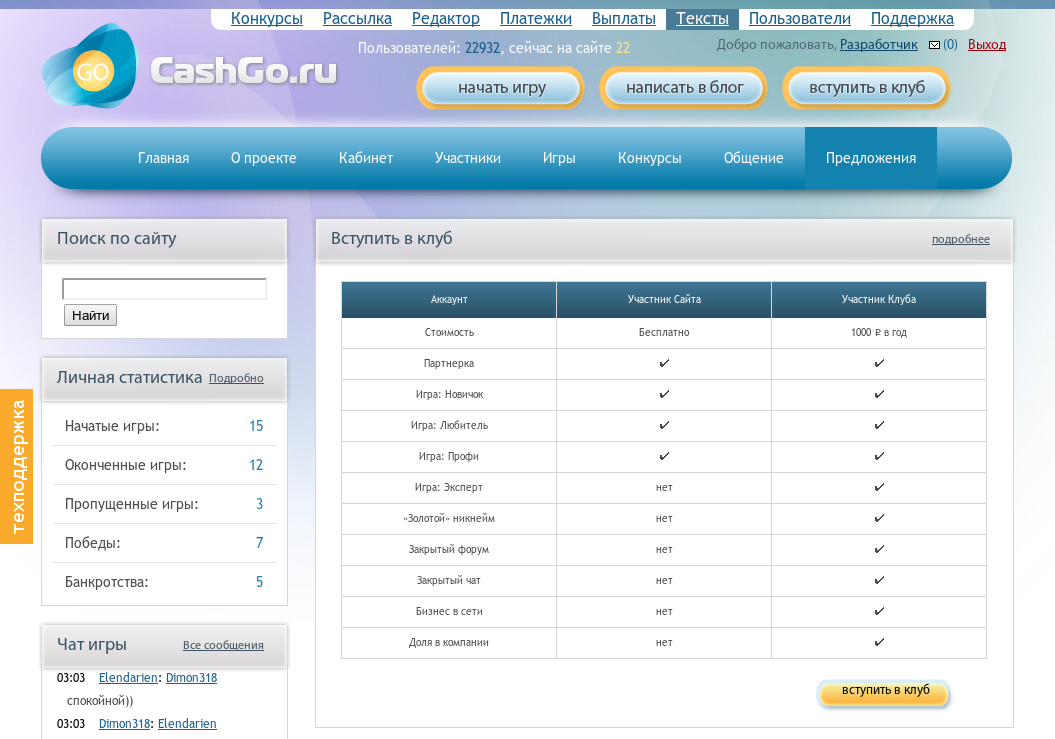 Конкурсы Рассылка Редактор Платежки Выплаты Тексты Пользователи Поддержка
Пользователей: 22932, сейчас на сайте 22
Добро пожаловать, Разработчик (0) Выход
GO CashGo.ru
начать игру написать в блог вступить в клуб
Главная О проекте Кабинет Участники Игры Конкурсы Общение Предложения
Поиск по сайту
Найти
Личная статистика Подробно
Начатые игры: 15
Оконченные игры: 12
Пропущенные игры: 3
Победы: 7
Банкротства: 5
Чат игры Все сообщения
03:03 Elendarien: Dimon318
спокойной))
03:03 Dimon318: Elendarien
техподдержка
Вступить в клуб подробнее
Аккаунт Участник Сайта Участник Клуба
Стоимость Бесплатно 1000 ₽ в год
Партнерка ✓ ✓
Игра: Новичок ✓ ✓
Игра: Любитель ✓ ✓
Игра: Профи ✓ ✓
Игра: Эксперт нет ✓
«Золотой» никнейм нет ✓
Закрытый форум нет ✓
Закрытый чат нет ✓
Бизнес в сети нет ✓
Доля в компании нет ✓
вступить в клуб